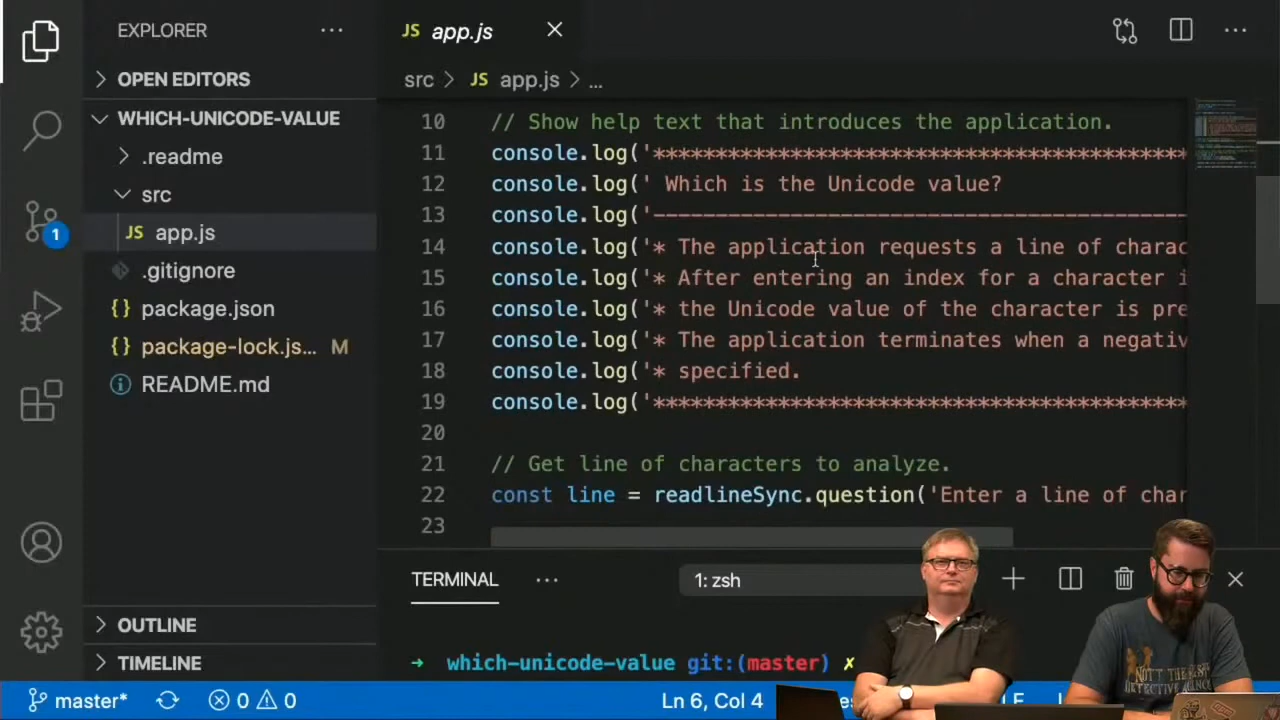 EXPLORER
OPEN EDITORS
WHICH-UNICODE-VALUE
.readme
src
JS app.js
.gitignore
{} package.json
{} package-lock.js... M
README.md
OUTLINE
TIMELINE
1
JS app.js
src > JS app.js > ...
10 // Show help text that introduces the application.
11 console.log('*******************************************
12 console.log(' Which is the Unicode value?
13 console.log('-------------------------------------------
14 console.log('* The application requests a line of charac
15 console.log('* After entering an index for a character i
16 console.log('* the Unicode value of the character is pre
17 console.log('* The application terminates when a negativ
18 console.log('* specified.
19 console.log('*******************************************
20
21 // Get line of characters to analyze.
22 const line = readlineSync.question('Enter a line of char
23
TERMINAL
1: zsh
→ which-unicode-value git:(master) ✗
master* 0 0 Ln 6, Col 4